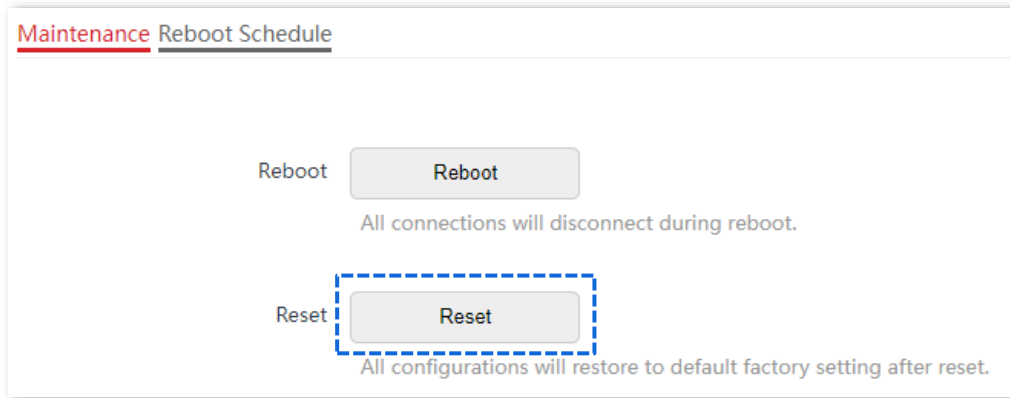 Maintenance Reboot Schedule
Reboot Reboot
All connections will disconnect during reboot.
Reset Reset
All configurations will restore to default factory setting after reset.